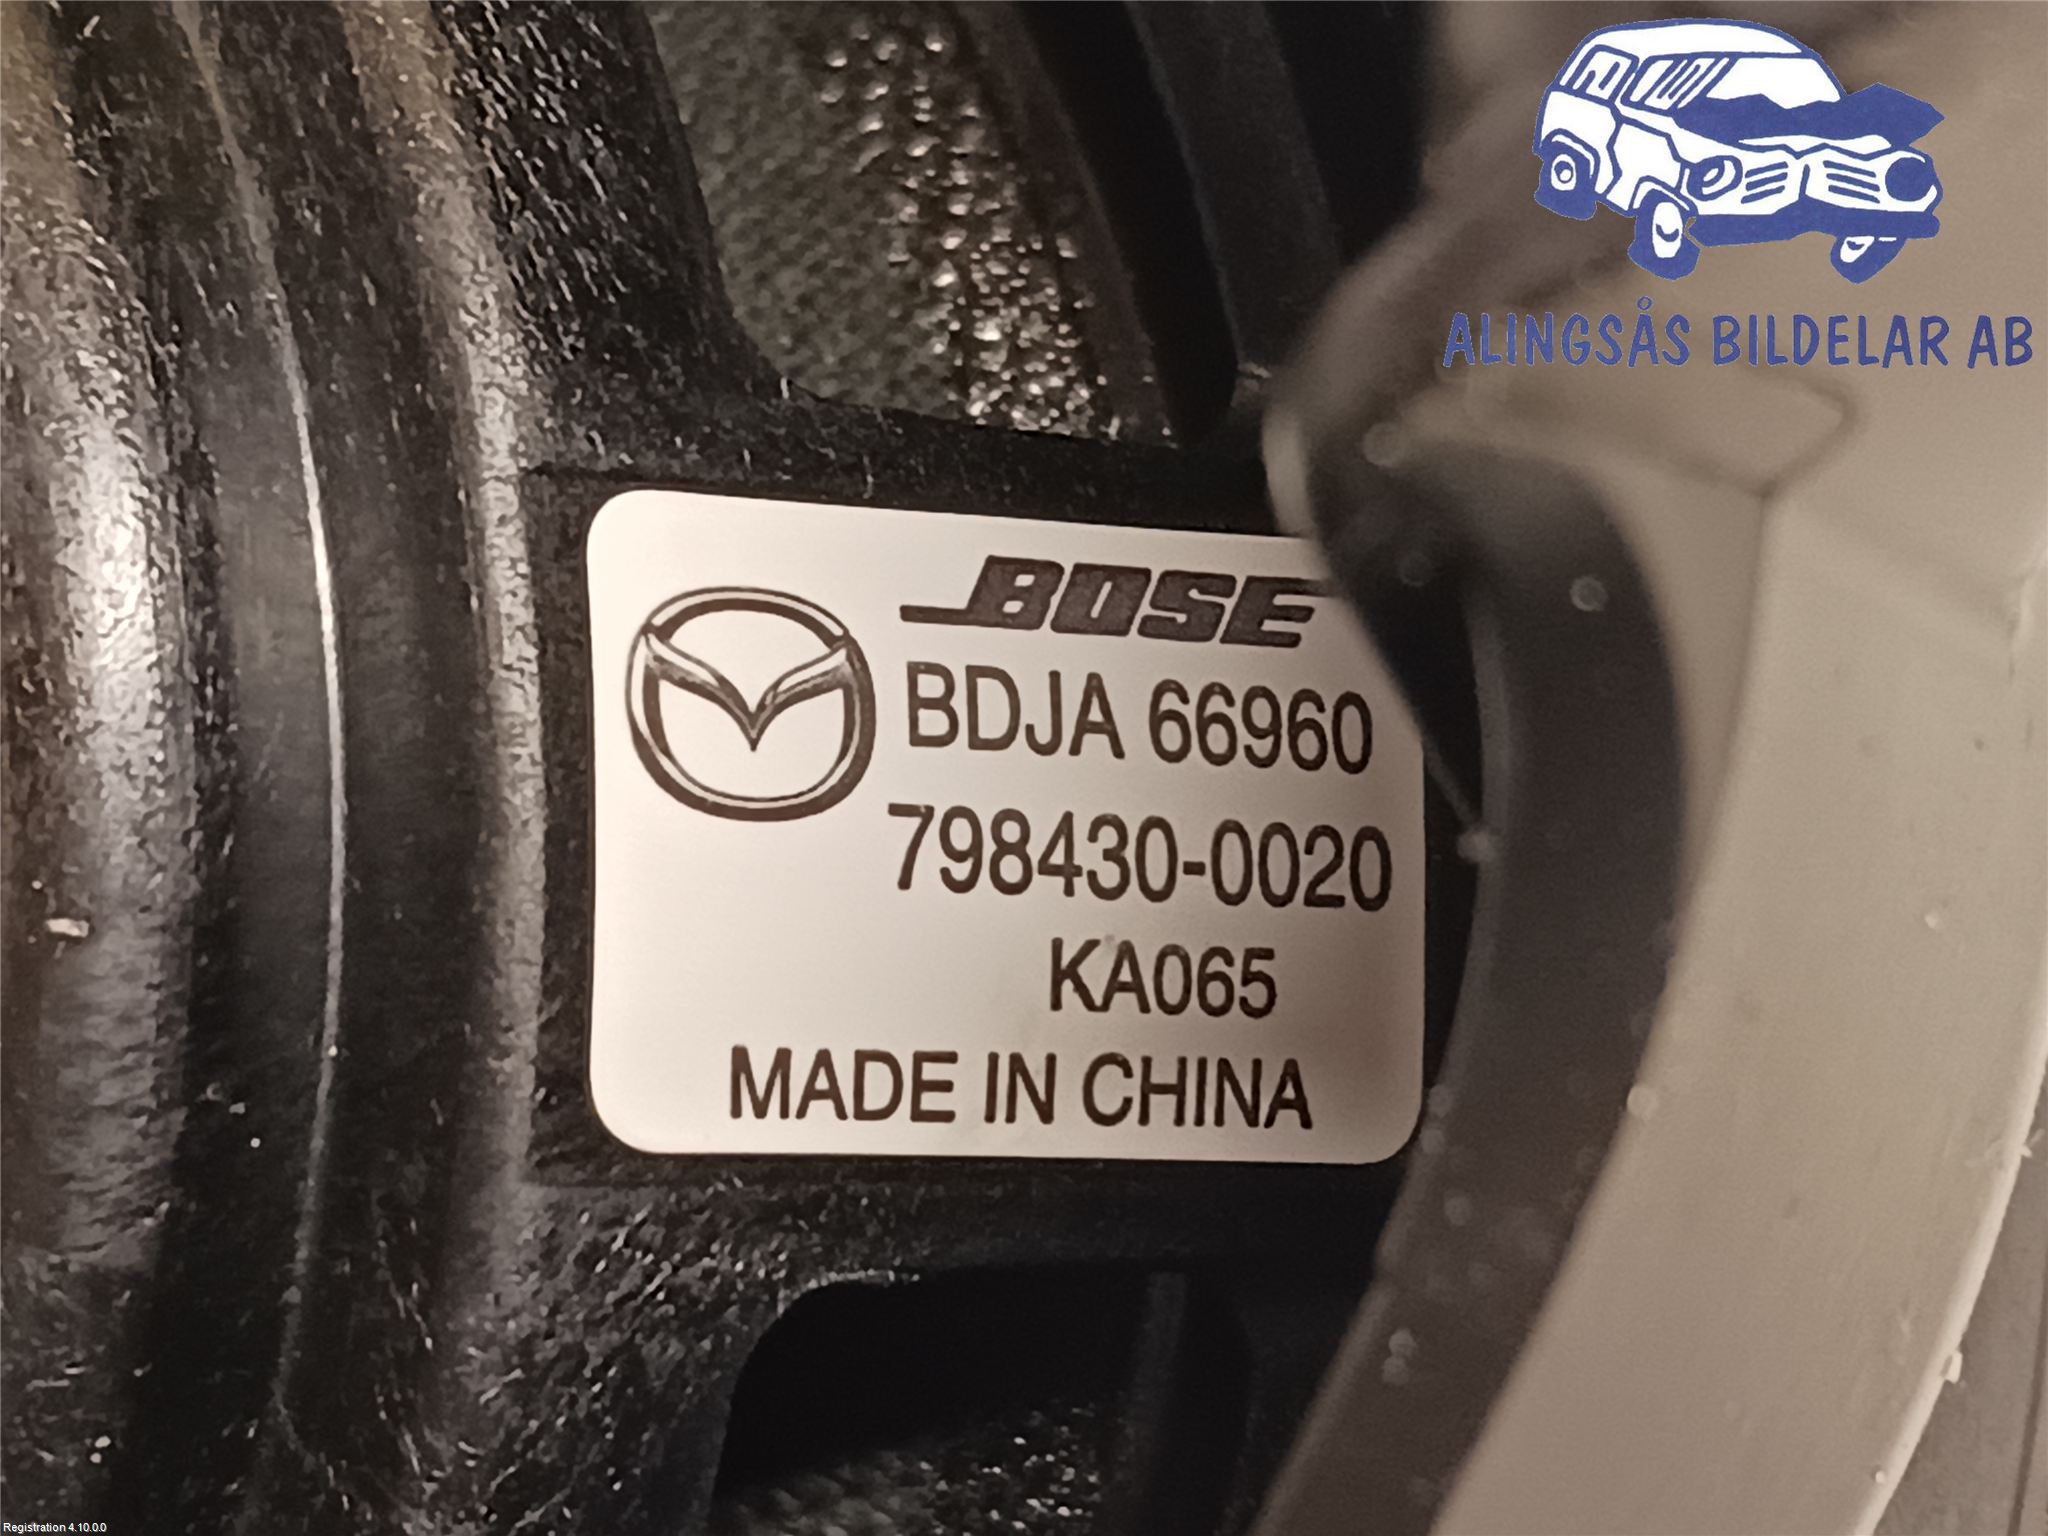 ALINGSÅS BILDELAR AB
BOSE
BDJA 66960
798430-0020
KA065
MADE IN CHINA
Registration 4.10.0.0